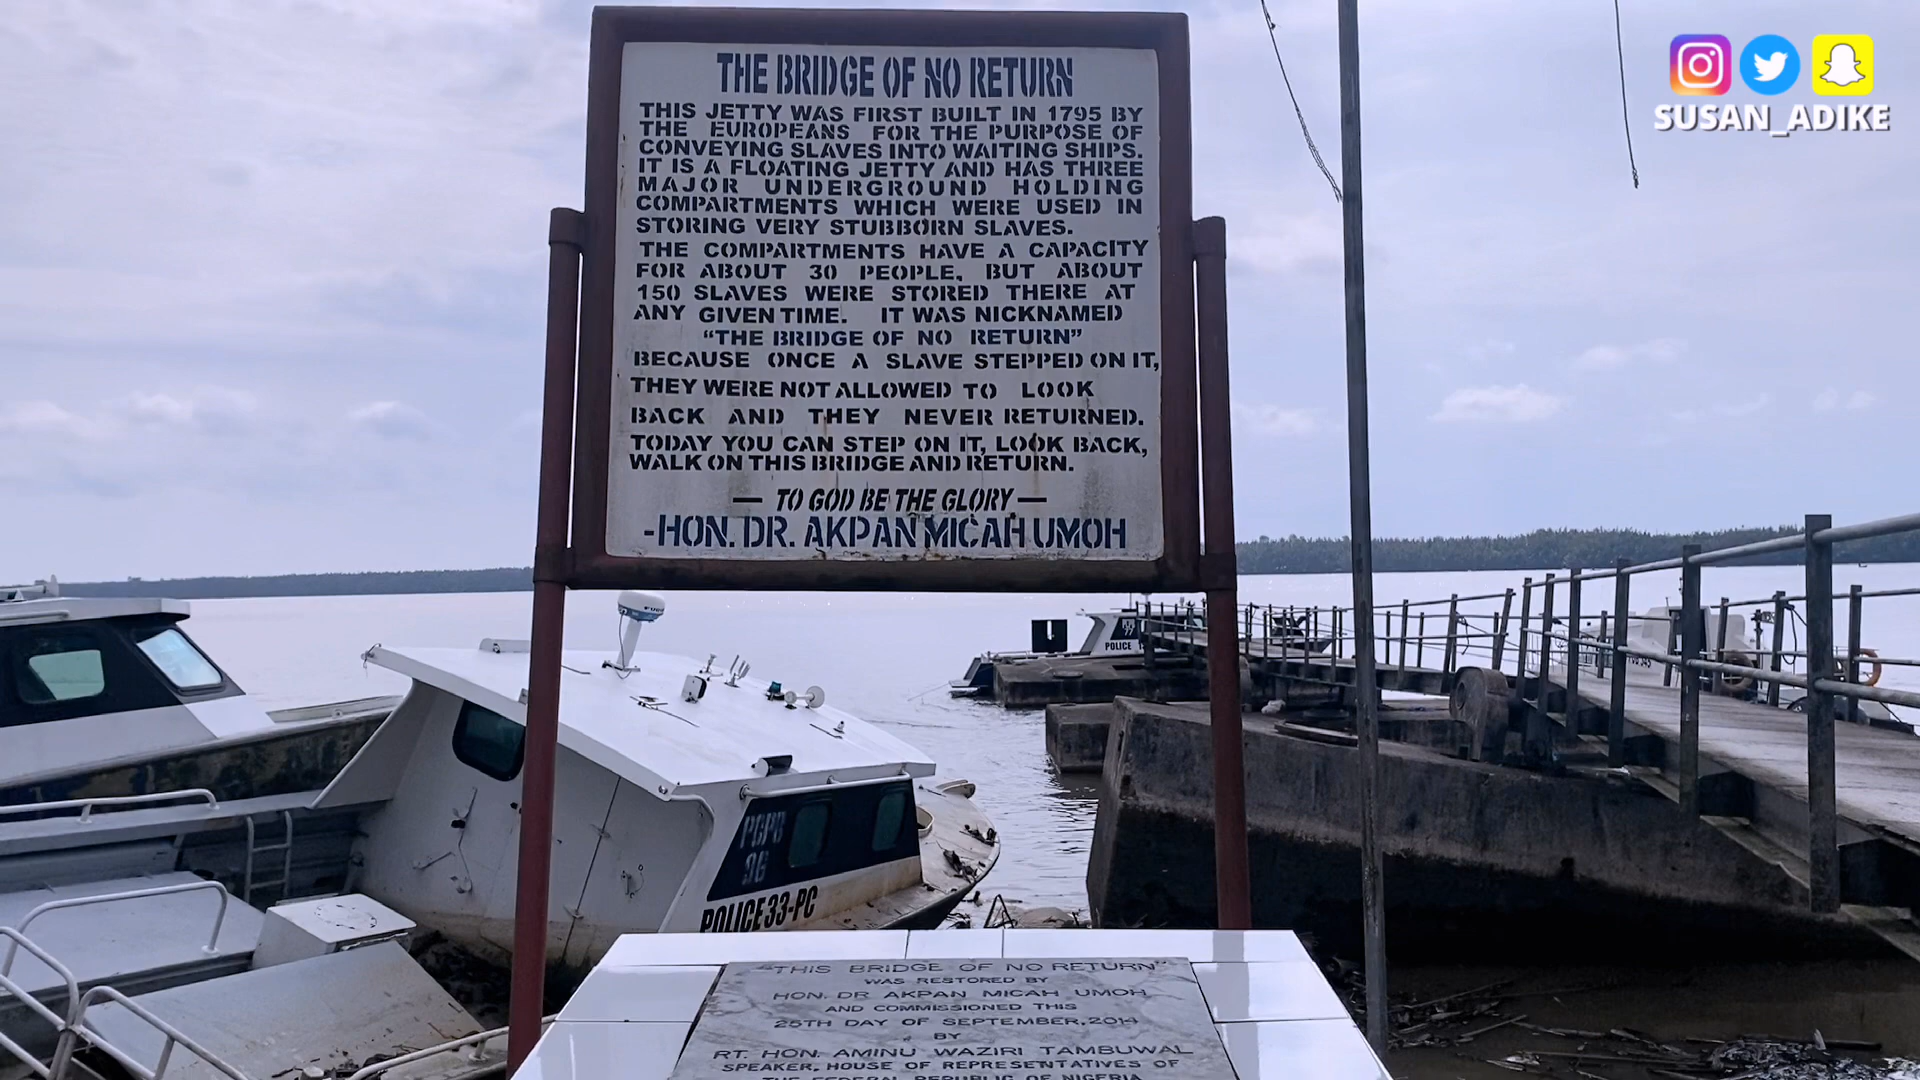 SUSAN_ADIKE
THE BRIDGE OF NO RETURN
THIS JETTY WAS FIRST BUILT IN 1795 BY
THE EUROPEANS FOR THE PURPOSE OF
CONVEYING SLAVES INTO WAITING SHIPS.
IT IS A FLOATING JETTY AND HAS THREE
MAJOR UNDERGROUND HOLDING
COMPARTMENTS WHICH WERE USED IN
STORING VERY STUBBORN SLAVES.
THE COMPARTMENTS HAVE A CAPACITY
FOR ABOUT 30 PEOPLE, BUT ABOUT
150 SLAVES WERE STORED THERE AT
ANY GIVEN TIME. IT WAS NICKNAMED
“THE BRIDGE OF NO RETURN”
BECAUSE ONCE A SLAVE STEPPED ON IT,
THEY WERE NOT ALLOWED TO LOOK
BACK AND THEY NEVER RETURNED.
TODAY YOU CAN STEP ON IT, LOOK BACK,
WALK ON THIS BRIDGE AND RETURN.
— TO GOD BE THE GLORY —
-HON. DR. AKPAN MICAH UMOH
POLICE
POLICE 33-PC
"THIS BRIDGE OF NO RETURN"
WAS RESTORED BY
HON. DR AKPAN MICAH UMOH
AND COMMISSIONED THIS
25TH DAY OF SEPTEMBER, 2014
BY
RT. HON. AMINU WAZIRI TAMBUWAL
SPEAKER, HOUSE OF REPRESENTATIVES OF
THE FEDERAL REPUBLIC OF NIGERIA